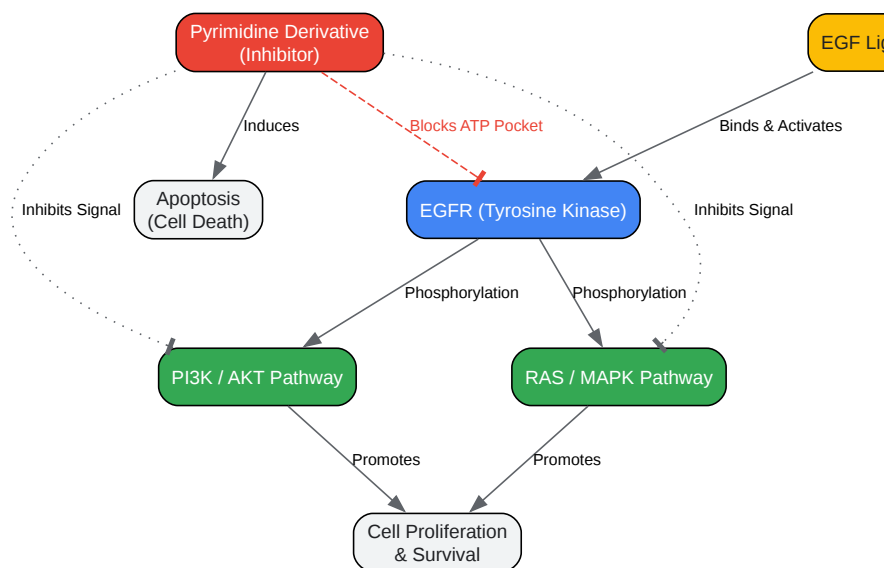 Pyrimidine Derivative
(Inhibitor)
EGF Lig
Induces
Blocks ATP Pocket
Binds & Activates
Apoptosis
(Cell Death)
EGFR (Tyrosine Kinase)
Inhibits Signal
Inhibits Signal
Phosphorylation
Phosphorylation
PI3K / AKT Pathway
RAS / MAPK Pathway
Promotes
Promotes
Cell Proliferation
& Survival